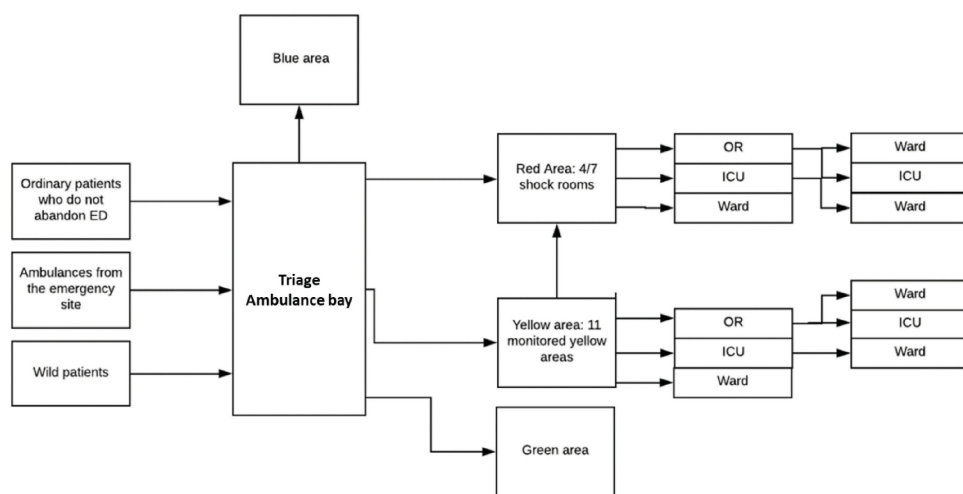 Blue area
Ordinary patients
who do not
abandon ED
Ambulances from
the emergency
site
Wild patients
Triage
Ambulance bay
Red Area: 4/7
shock rooms
OR
ICU
Ward
Ward
ICU
Ward
Yellow area: 11
monitored yellow
areas
OR
ICU
Ward
Ward
ICU
Ward
Green area